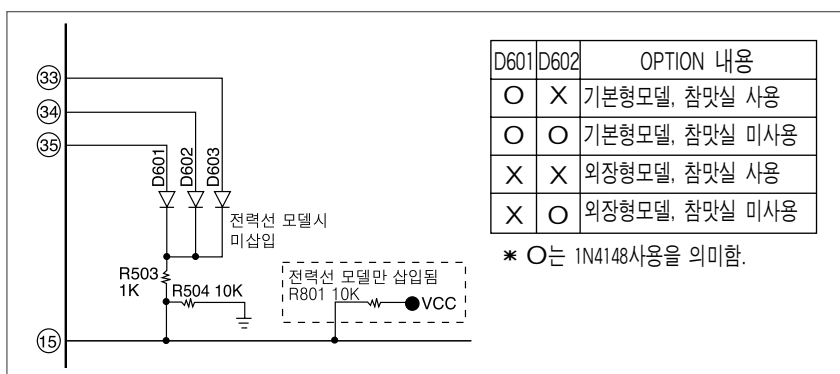 33
34
35
D601
D602
D603
전력선 모델시
미삽입
R503
1K
R504 10K
전력선 모델만 삽입됨
R801 10K
VCC
15
D601 D602 OPTION 내용
O X 기본형모델, 참맛실 사용
O O 기본형모델, 참맛실 미사용
X X 외장형모델, 참맛실 사용
X O 외장형모델, 참맛실 미사용
* O는 1N4148사용을 의미함.